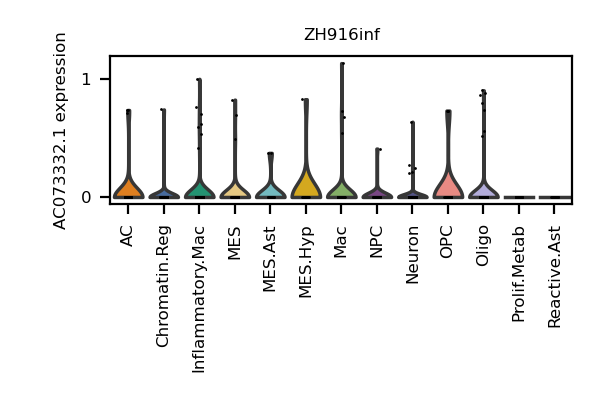 ZH916inf
AC073332.1 expression
1
0
AC
Chromatin.Reg
Inflammatory.Mac
MES
MES.Ast
MES.Hyp
Mac
NPC
Neuron
OPC
Oligo
Prolif.Metab
Reactive.Ast